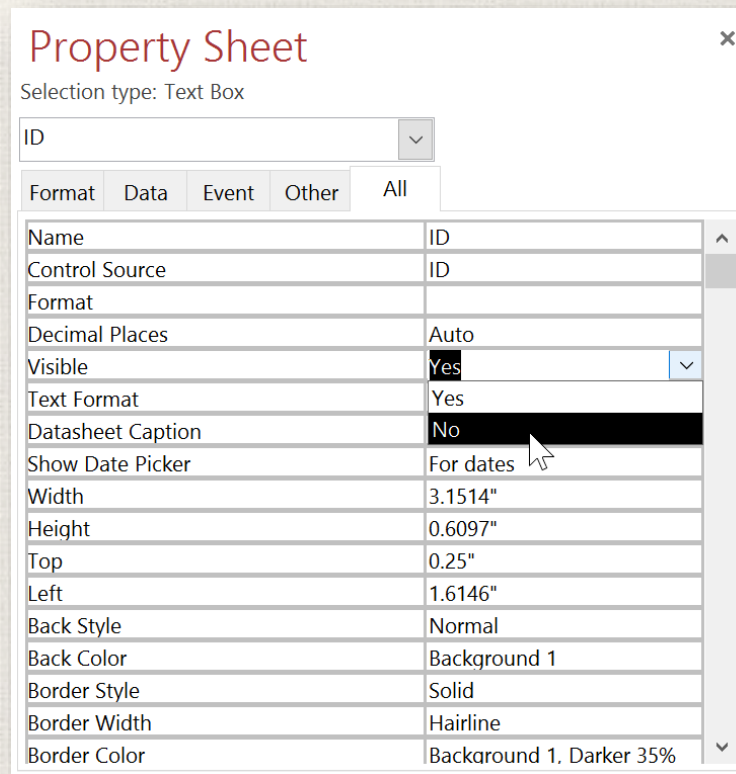 Property Sheet
Selection type: Text Box
ID
Format Data Event Other All
Name ID
Control Source ID
Format
Decimal Places Auto
Visible Yes
Text Format Yes
Datasheet Caption No
Show Date Picker For dates
Width 3.1514"
Height 0.6097"
Top 0.25"
Left 1.6146"
Back Style Normal
Back Color Background 1
Border Style Solid
Border Width Hairline
Border Color Background 1, Darker 35%